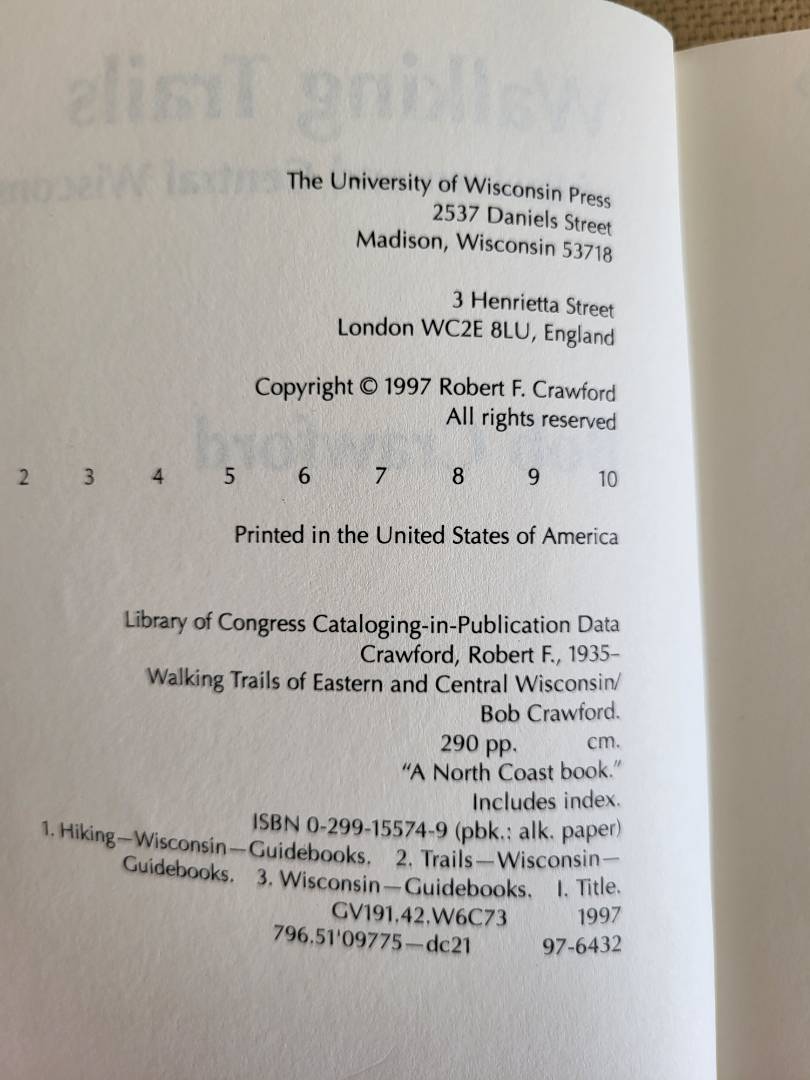 The University of Wisconsin Press
2537 Daniels Street
Madison, Wisconsin 53718
3 Henrietta Street
London WC2E 8LU, England
Copyright © 1997 Robert F. Crawford
All rights reserved
2 3 4 5 6 7 8 9 10
Printed in the United States of America
Library of Congress Cataloging-in-Publication Data
Crawford, Robert F., 1935–
Walking Trails of Eastern and Central Wisconsin/
Bob Crawford.
290 pp. cm.
“A North Coast book.”
Includes index.
ISBN 0-299-15574-9 (pbk.: alk. paper)
1. Hiking—Wisconsin—Guidebooks. 2. Trails—Wisconsin—
Guidebooks. 3. Wisconsin—Guidebooks. I. Title.
GV191.42.W6C73 1997
796.51'09775—dc21 97-6432